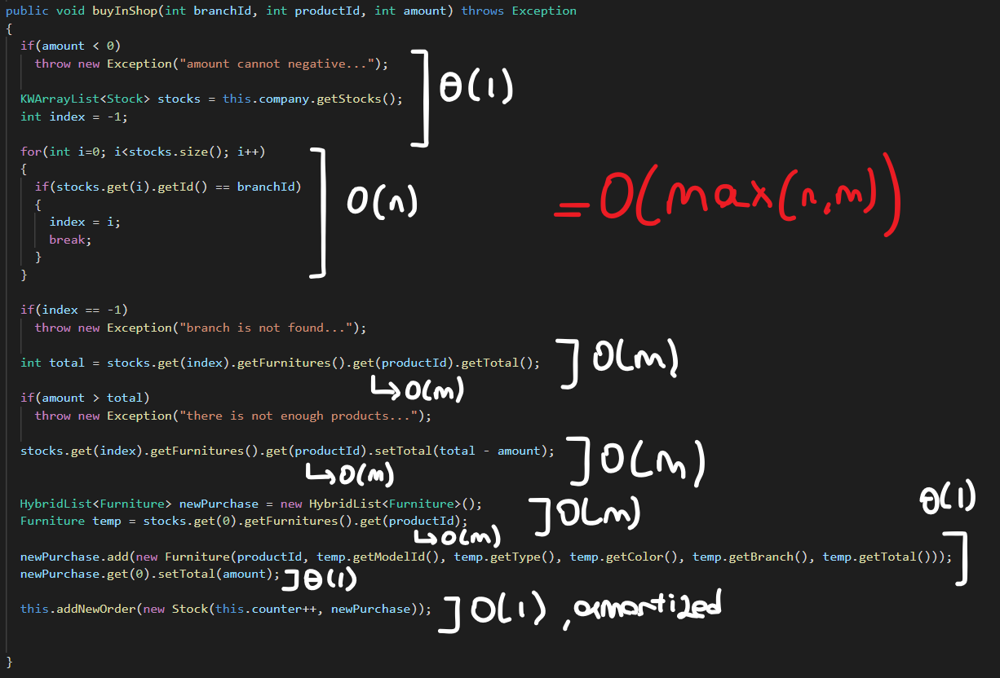 public void buyInShop(int branchId, int productId, int amount) throws Exception
{
if(amount < 0)
throw new Exception("amount cannot negative...");
θ(1)
KWArrayList<Stock> stocks = this.company.getStocks();
int index = -1;
for(int i=0; i<stocks.size(); i++)
{
if(stocks.get(i).getId() == branchId)
{
index = i;
break;
}
}
O(n)
=O(max(n,m))
if(index == -1)
throw new Exception("branch is not found...");
int total = stocks.get(index).getFurnitures().get(productId).getTotal(); O(m)
↳O(m)
if(amount > total)
throw new Exception("there is not enough products...");
stocks.get(index).getFurnitures().get(productId).setTotal(total - amount); O(m)
↳O(m)
HybridList<Furniture> newPurchase = new HybridList<Furniture>();
Furniture temp = stocks.get(0).getFurnitures().get(productId); O(m)
↳O(m)
θ(1)
newPurchase.add(new Furniture(productId, temp.getModelId(), temp.getType(), temp.getColor(), temp.getBranch(), temp.getTotal()));
newPurchase.get(0).setTotal(amount); θ(1)
this.addNewOrder(new Stock(this.counter++, newPurchase)); O(1), amortized
}